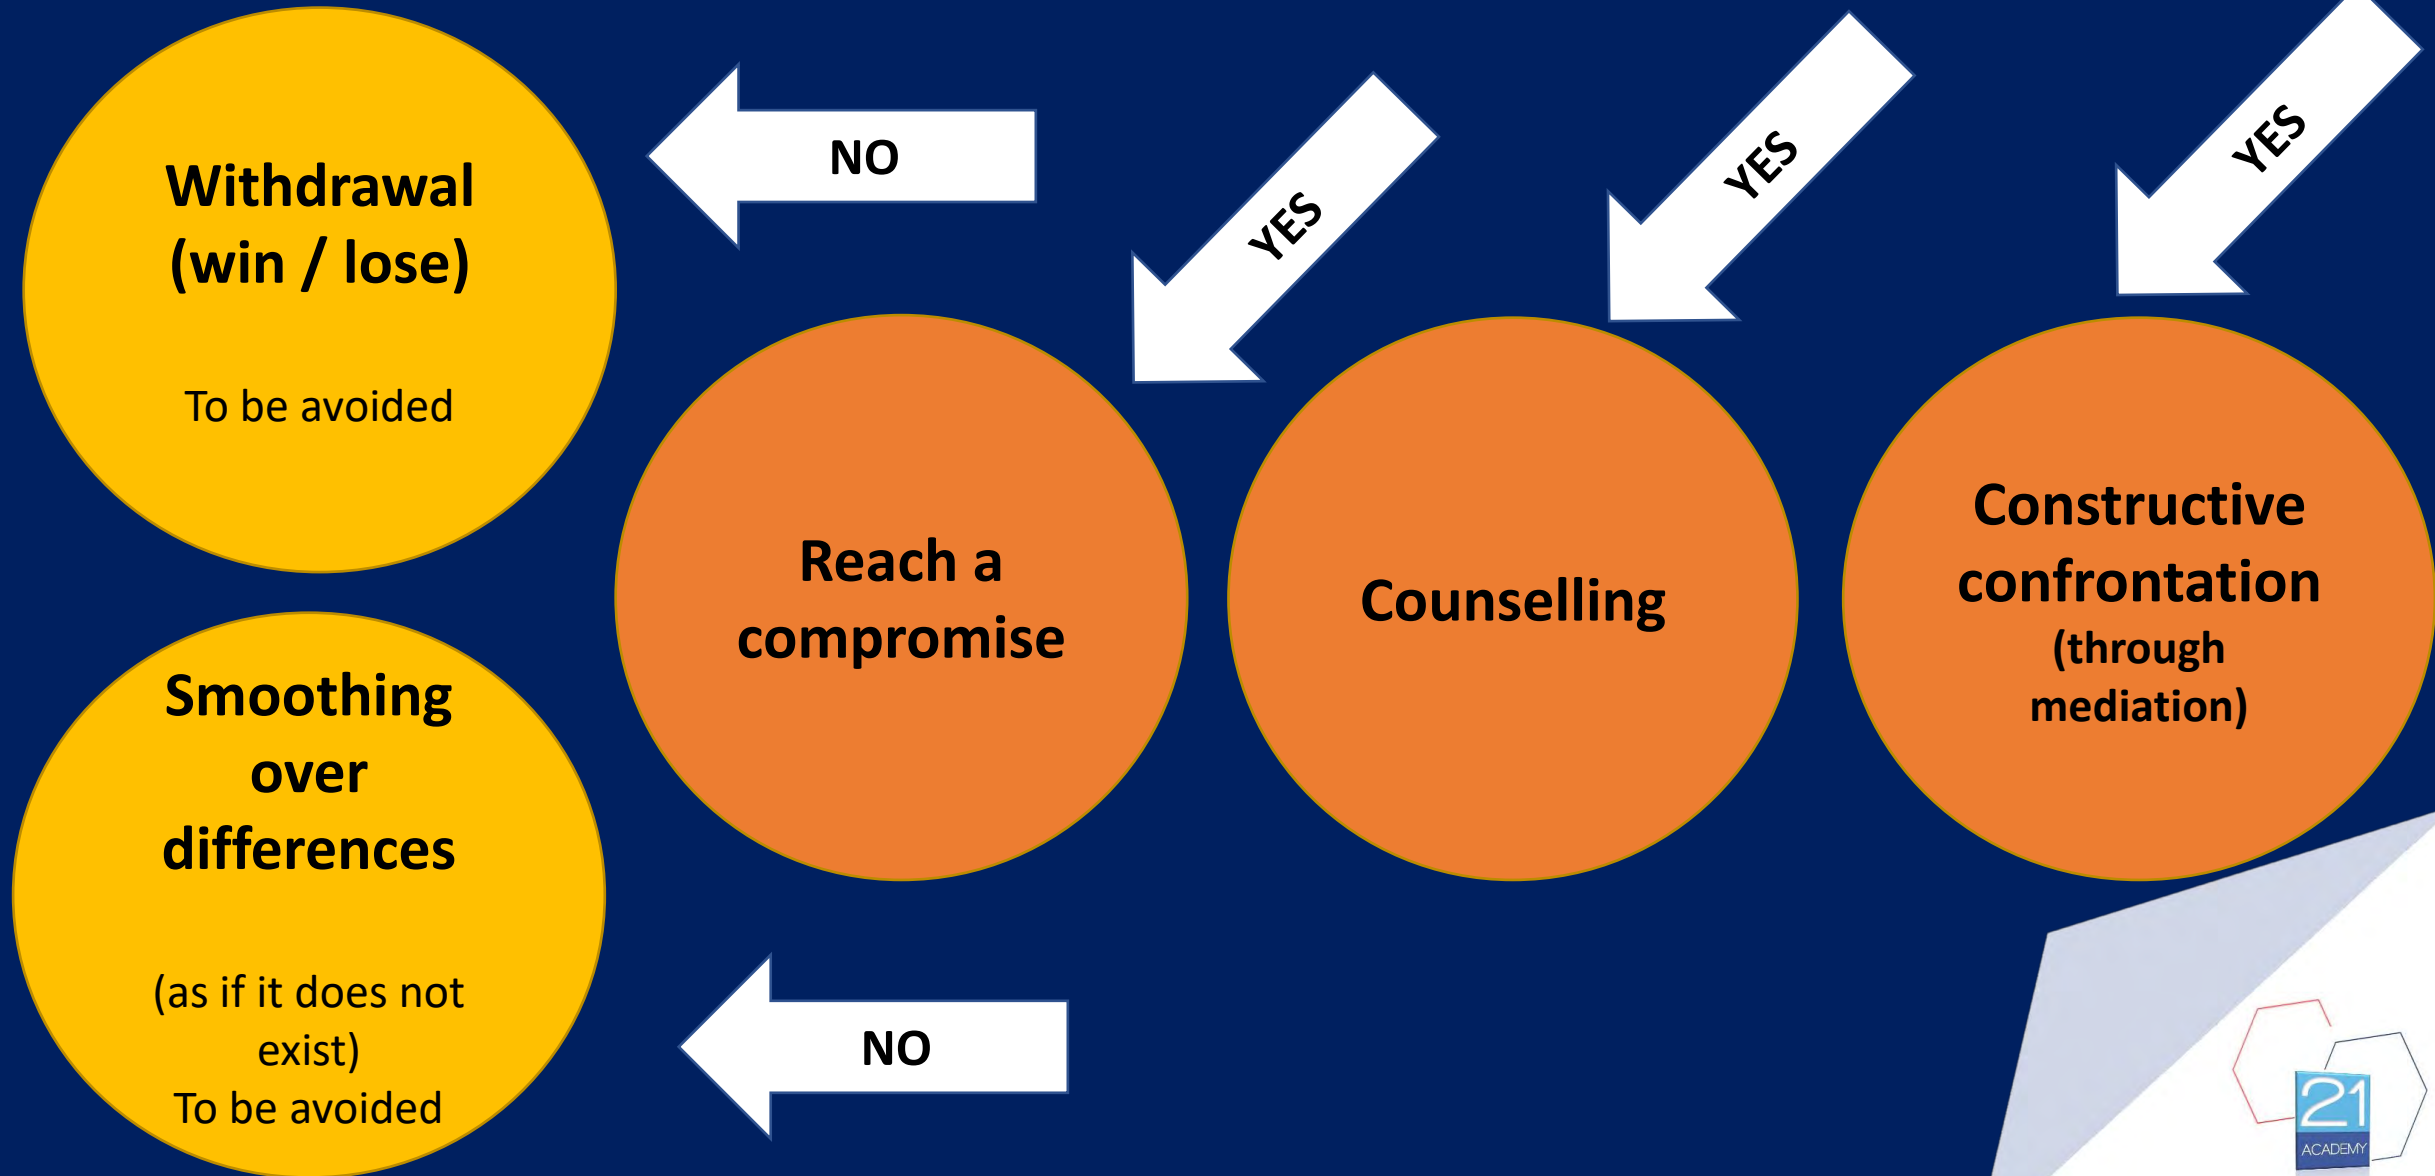 Withdrawal
(win / lose)
To be avoided
NO
YES
YES
YES
Smoothing
over
differences
(as if it does not
exist)
To be avoided
NO
Reach a
compromise
Counselling
Constructive
confrontation
(through
mediation)
21
ACADEMY